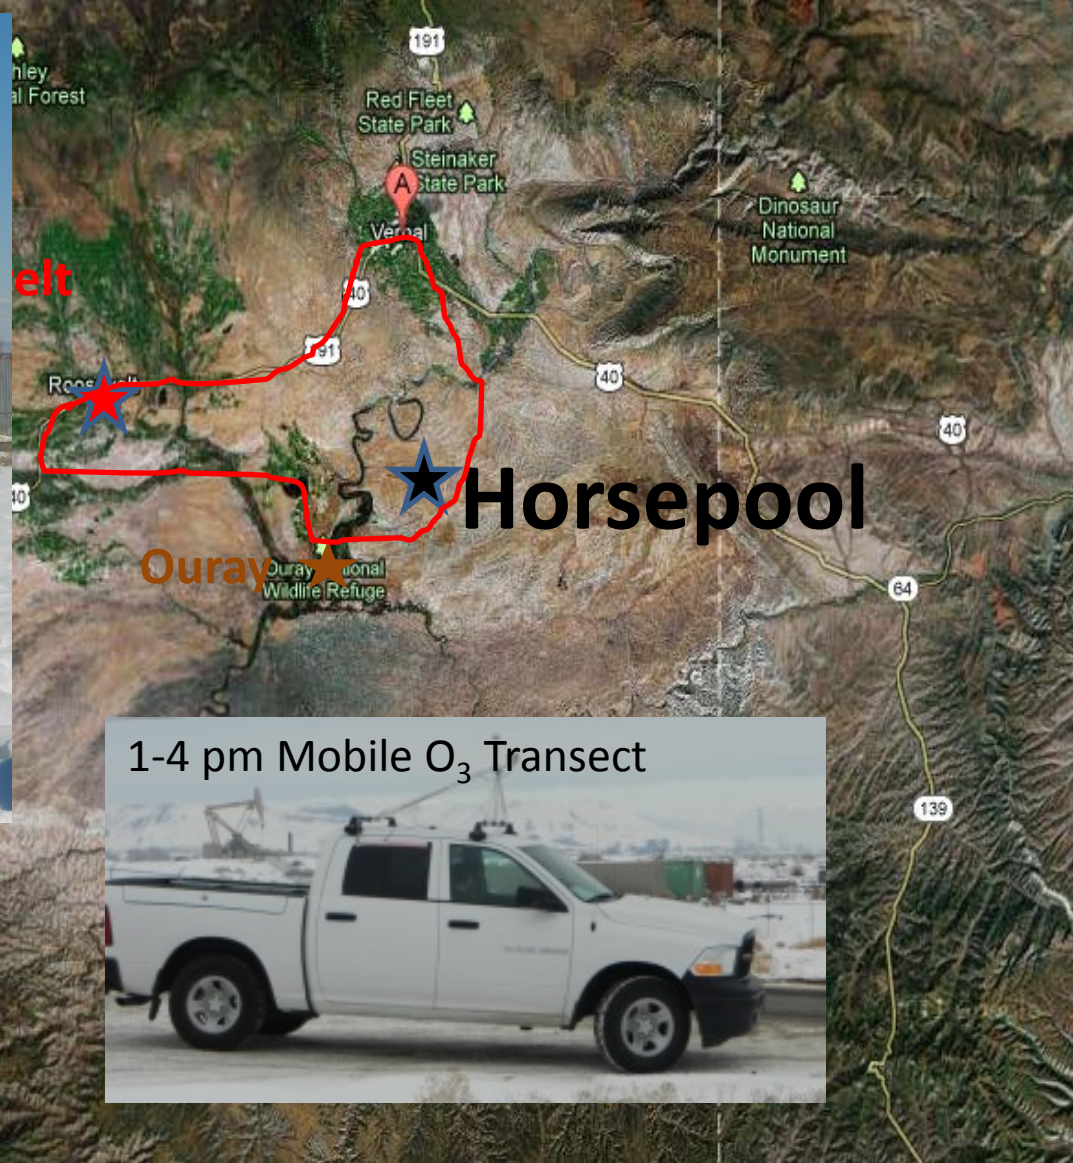 191
hley
al Forest
Red Fleet
State Park
Steinaker
State Park
A
Vernal
Dinosaur
National
Monument
elt
40
191
40
Roosevelt
40
40
Horsepool
Ouray
Ouray National
Wildlife Refuge
64
1-4 pm Mobile O₃ Transect
139